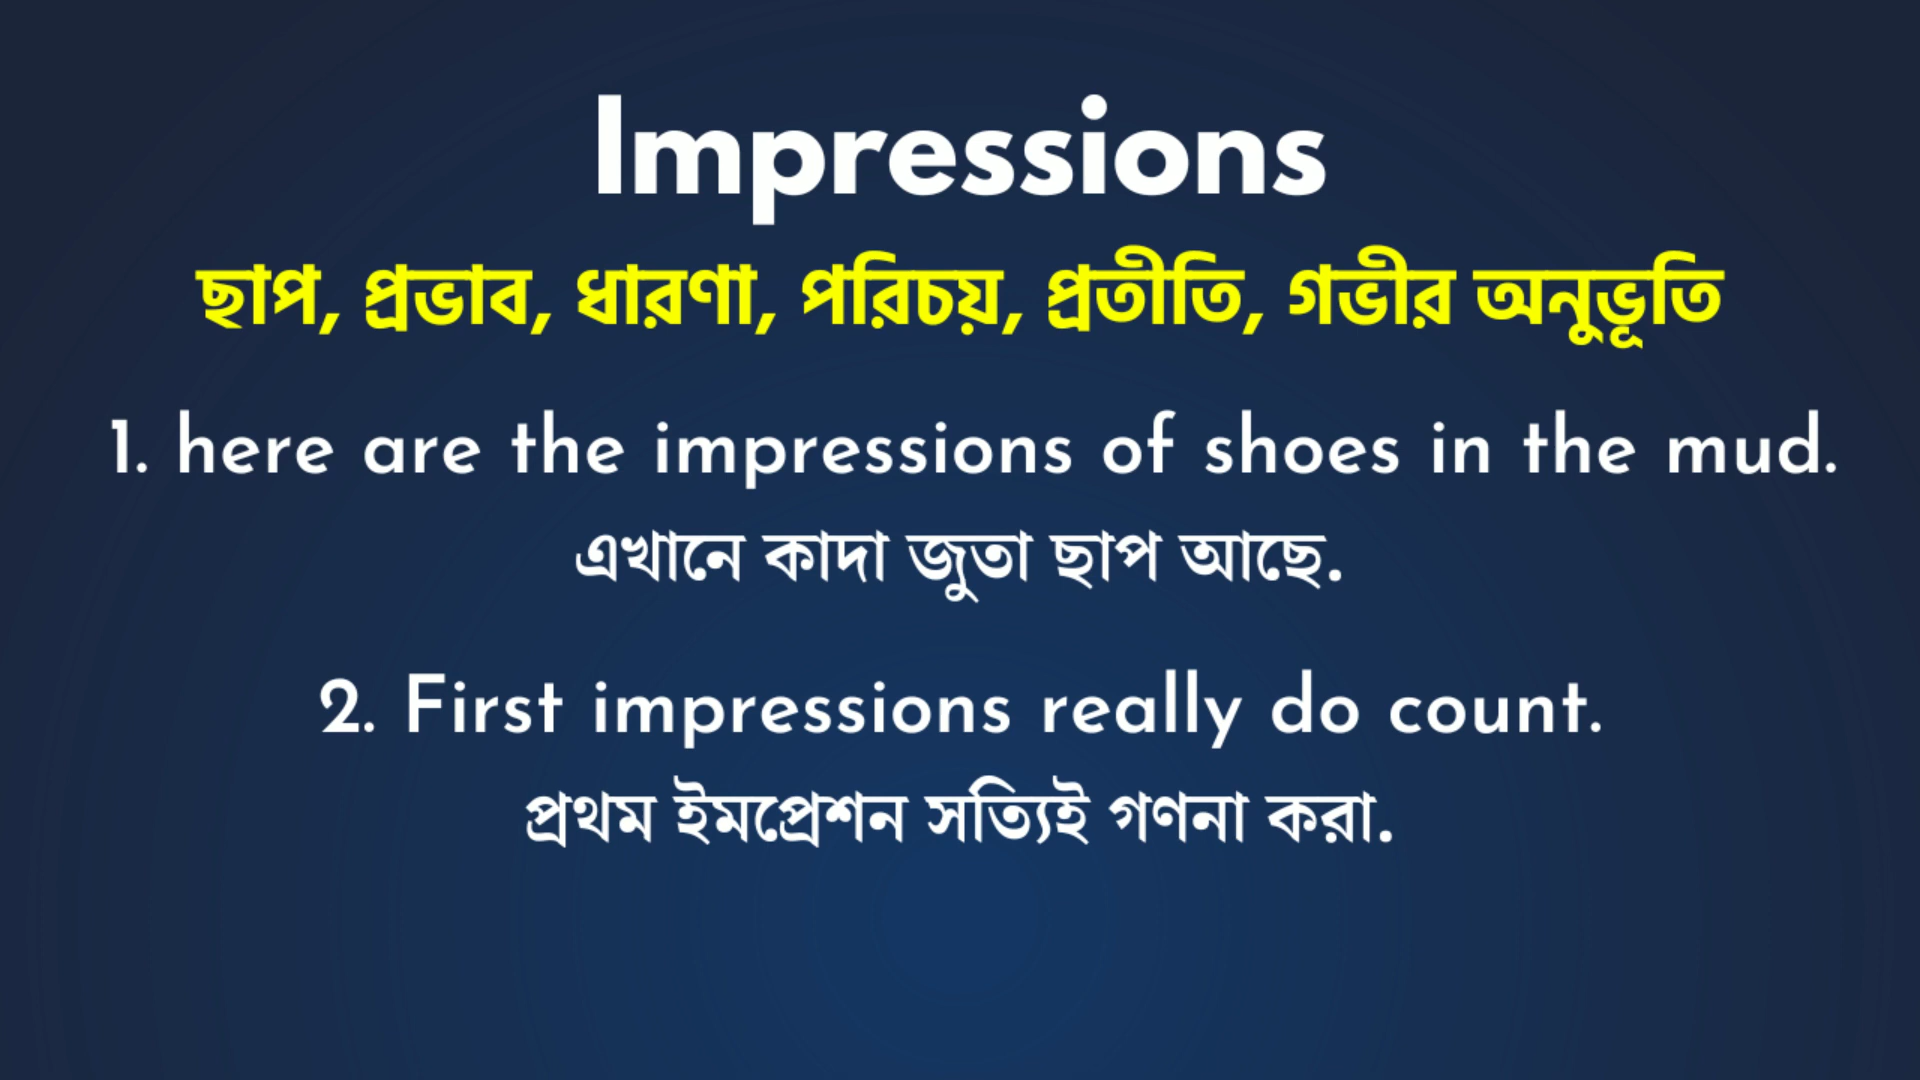 Impressions
ছাপ, প্রভাব, ধারণা, পরিচয়, প্রতীতি, গভীর অনুভূতি
1. here are the impressions of shoes in the mud.
এখানে কাদা জুতা ছাপ আছে.
2. First impressions really do count.
প্রথম ইমপ্রেশন সত্যিই গণনা করা.